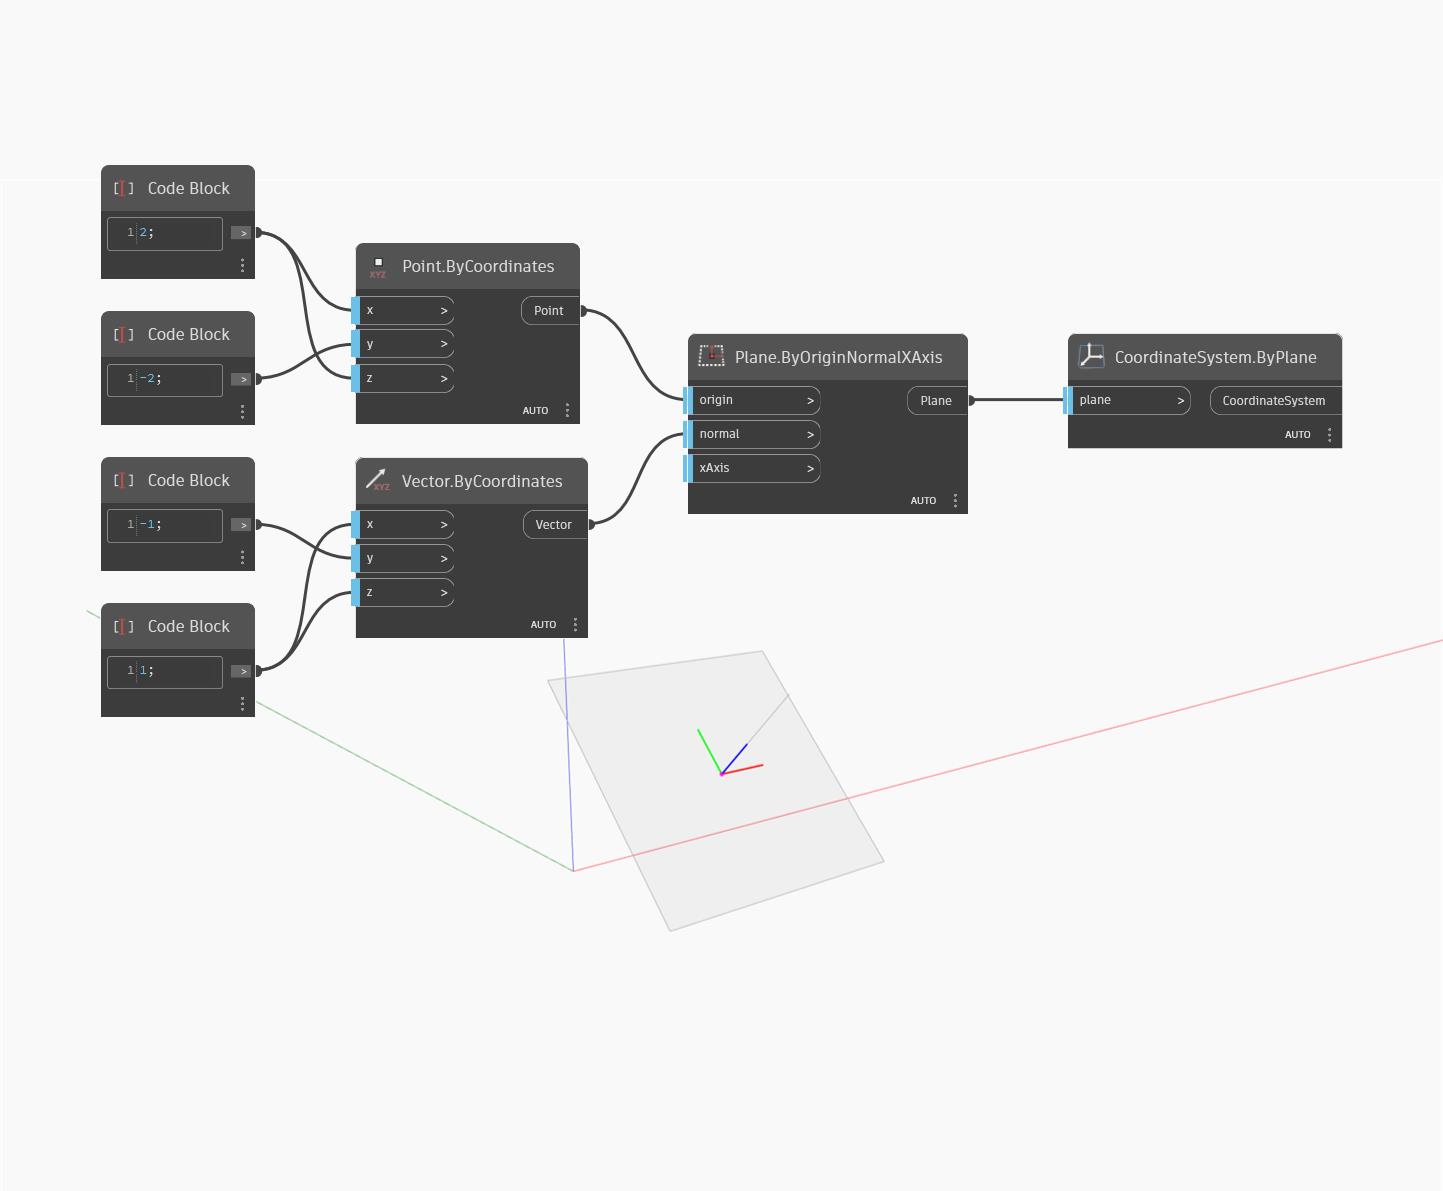 Code Block
1 2; >
Code Block
1 -2; >
Code Block
1 -1; >
Code Block
1 1; >
XYZ Point.ByCoordinates
x > Point
y >
z >
AUTO
XYZ Vector.ByCoordinates
x > Vector
y >
z >
AUTO
Plane.ByOriginNormalXAxis
origin > Plane
normal >
xAxis >
AUTO
CoordinateSystem.ByPlane
plane > CoordinateSystem
AUTO